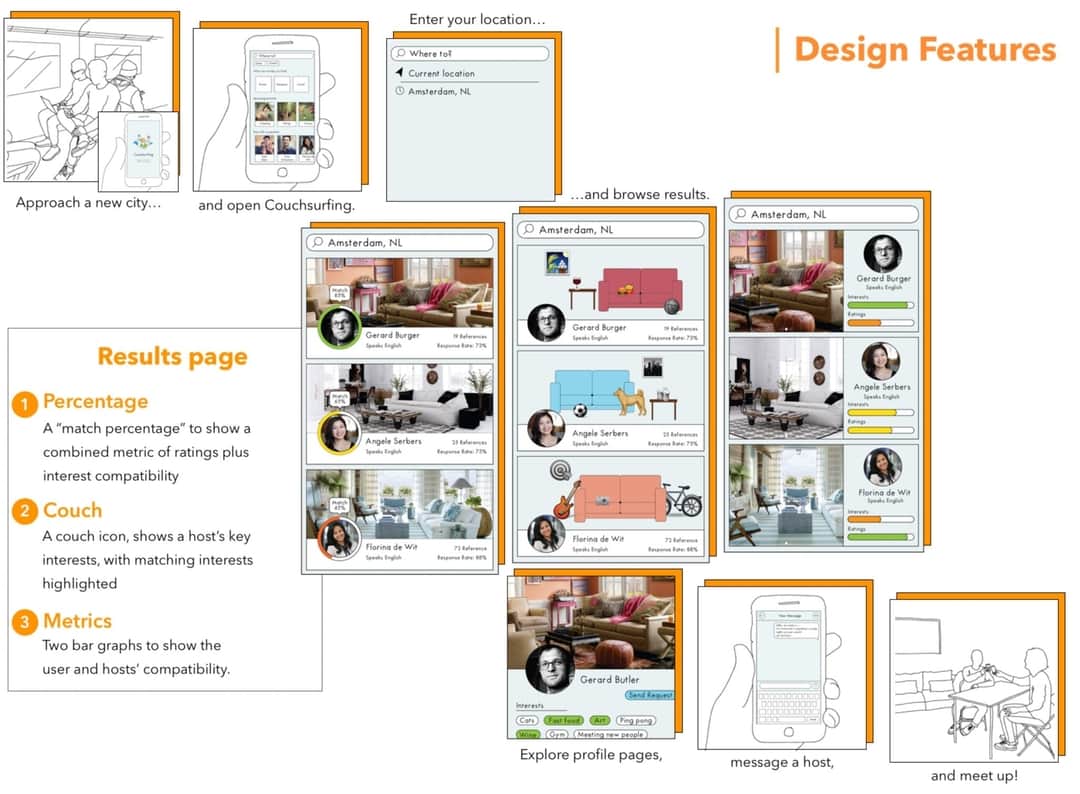 Design Features
Approach a new city...
Couchsurfing
and open Couchsurfing.
Enter your location...
Where to?
Current location
Amsterdam, NL
...and browse results.
Amsterdam, NL
Match
Gerard Burger
Speaks English
19 References
Response Rate: 73%
Match
Angele Serbers
Speaks English
23 References
Response Rate: 73%
Match
Florina de Wit
Speaks English
72 Reference
Response Rate: 88%
Amsterdam, NL
Gerard Burger
Speaks English
19 References
Response Rate: 73%
Angele Serbers
Speaks English
23 References
Response Rate: 73%
Florina de Wit
Speaks English
72 Reference
Response Rate: 88%
Amsterdam, NL
Gerard Burger
Speaks English
Interests
Ratings
Angele Serbers
Speaks English
Interests
Ratings
Florina de Wit
Speaks English
Interests
Ratings
Results page
1 Percentage
A “match percentage” to show a
combined metric of ratings plus
interest compatibility
2 Couch
A couch icon, shows a host’s key
interests, with matching interests
highlighted
3 Metrics
Two bar graphs to show the
user and hosts’ compatibility.
Gerard Butler
Send Request
Interests
Cats Fast food Art Ping pong
Wine Gym Meeting new people
Explore profile pages,
message a host,
and meet up!